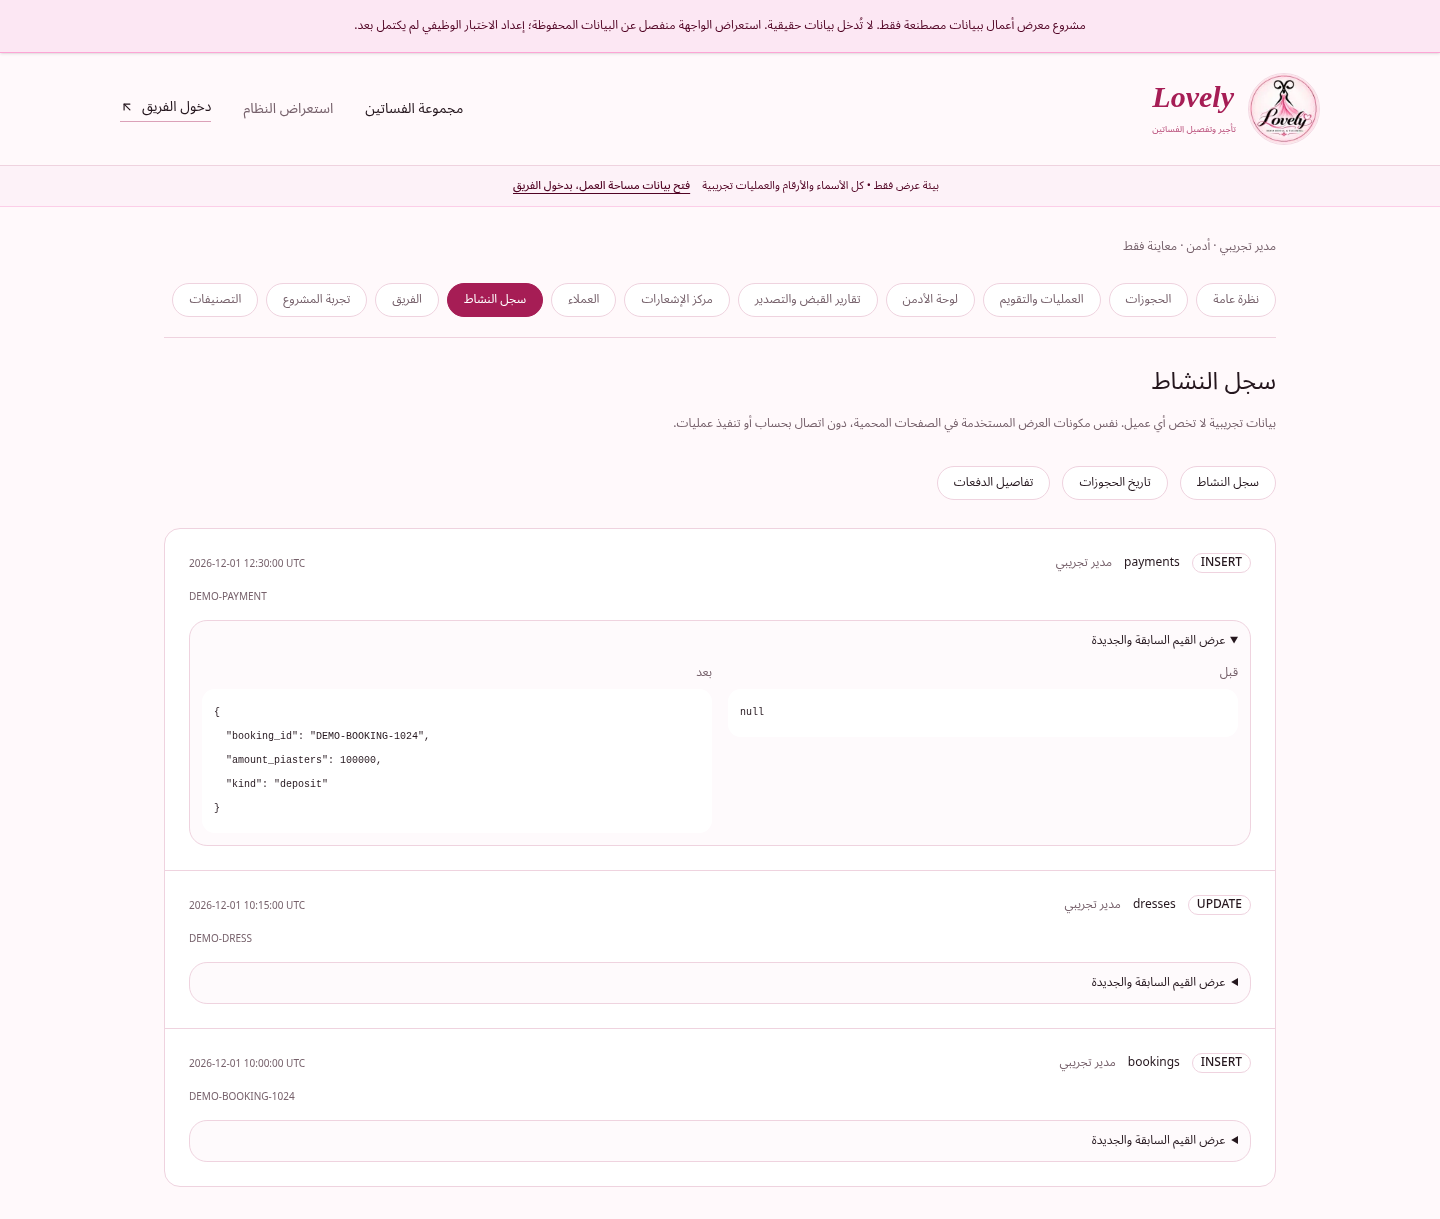 مشروع معرض أعمال ببيانات مصطنعة فقط. لا تُدخل بيانات حقيقية. استعراض الواجهة منفصل عن البيانات المحفوظة؛ إعداد الاختبار الوظيفي لم يكتمل بعد.
Lovely
Lovely
تأجير وتفصيل الفساتين
مجموعة الفساتين
استعراض النظام
دخول الفريق
بيئة عرض فقط • كل الأسماء والأرقام والعمليات تجريبية فتح بيانات مساحة العمل، بدخول الفريق
مدير تجريبي · أدمن · معاينة فقط
نظرة عامة
الحجوزات
العمليات والتقويم
لوحة الأدمن
تقارير القبض والتصدير
مركز الإشعارات
العملاء
سجل النشاط
الفريق
تجربة المشروع
التصنيفات
سجل النشاط
بيانات تجريبية لا تخص أي عميل. نفس مكونات العرض المستخدمة في الصفحات المحمية، دون اتصال بحساب أو تنفيذ عمليات.
سجل النشاط
تاريخ الحجوزات
تفاصيل الدفعات
INSERT payments مدير تجريبي
2026-12-01 12:30:00 UTC
DEMO-PAYMENT
عرض القيم السابقة والجديدة
قبل
null
بعد
{
"booking_id": "DEMO-BOOKING-1024",
"amount_piasters": 100000,
"kind": "deposit"
}
UPDATE dresses مدير تجريبي
2026-12-01 10:15:00 UTC
DEMO-DRESS
عرض القيم السابقة والجديدة
INSERT bookings مدير تجريبي
2026-12-01 10:00:00 UTC
DEMO-BOOKING-1024
عرض القيم السابقة والجديدة